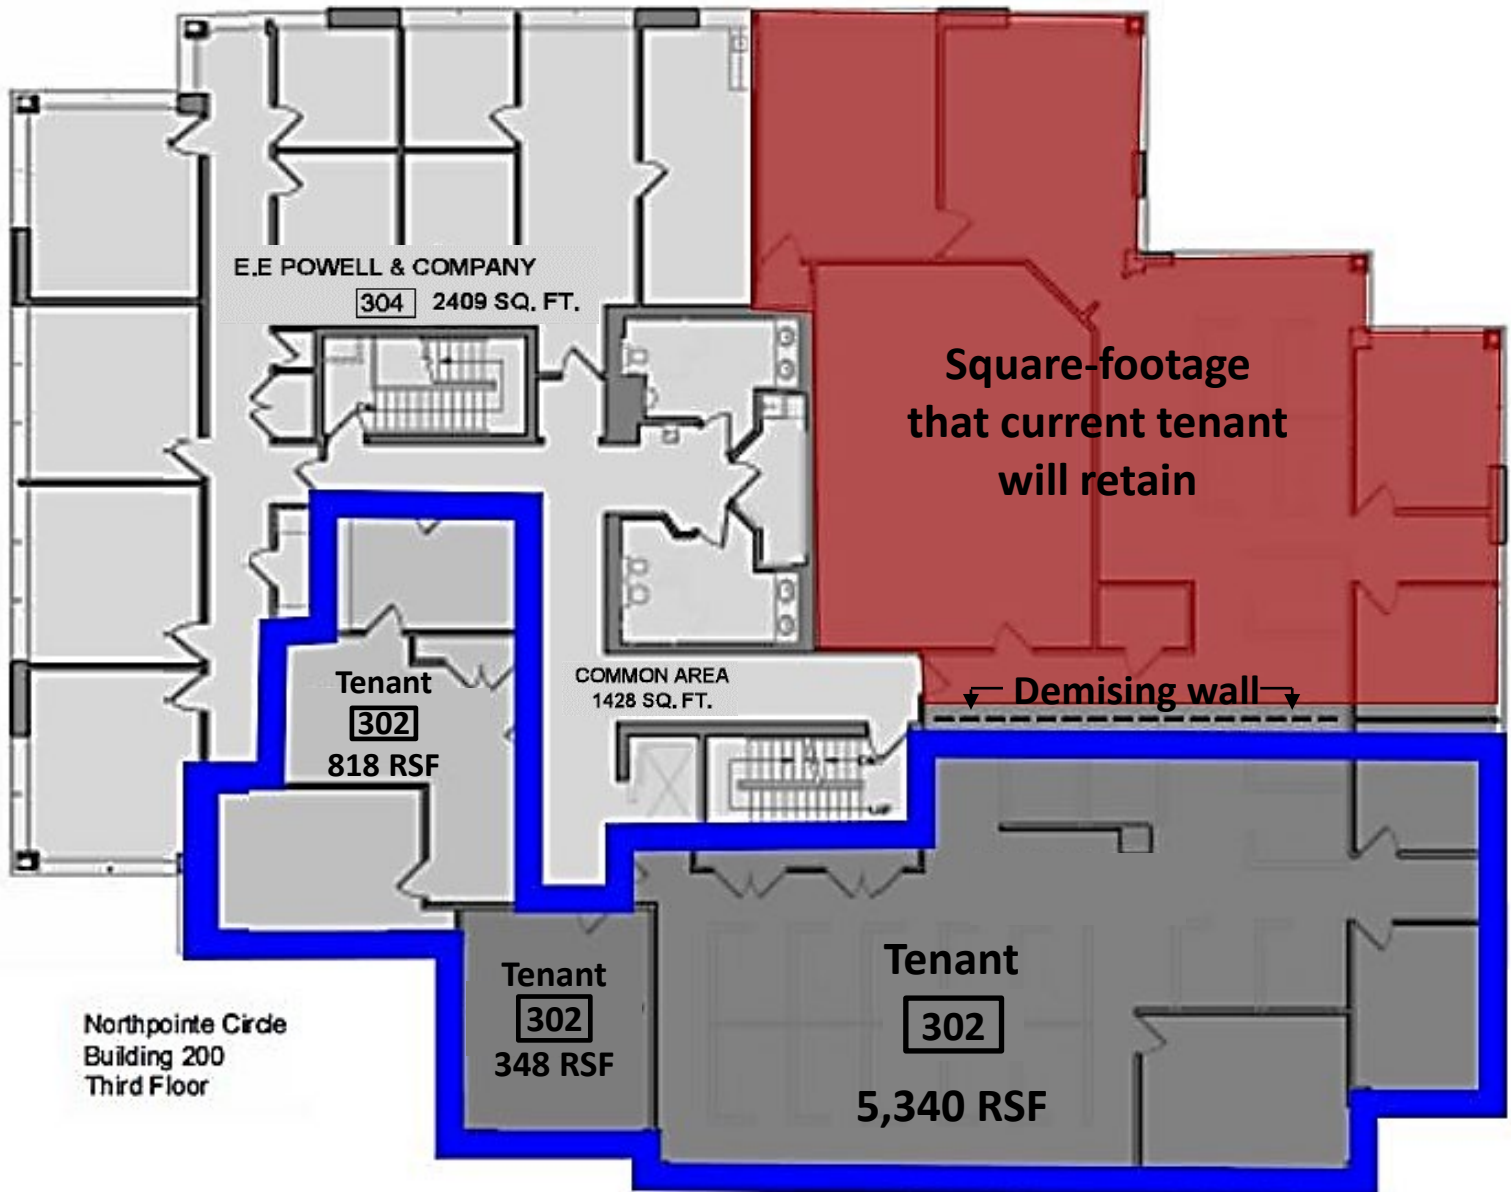 E.E POWELL & COMPANY
304 2409 SQ. FT.
Square-footage
that current tenant
will retain
Tenant
302
818 RSF
COMMON AREA
1428 SQ. FT.
Demising wall
Tenant
302
348 RSF
Tenant
302
5,340 RSF
Northpointe Circle
Building 200
Third Floor